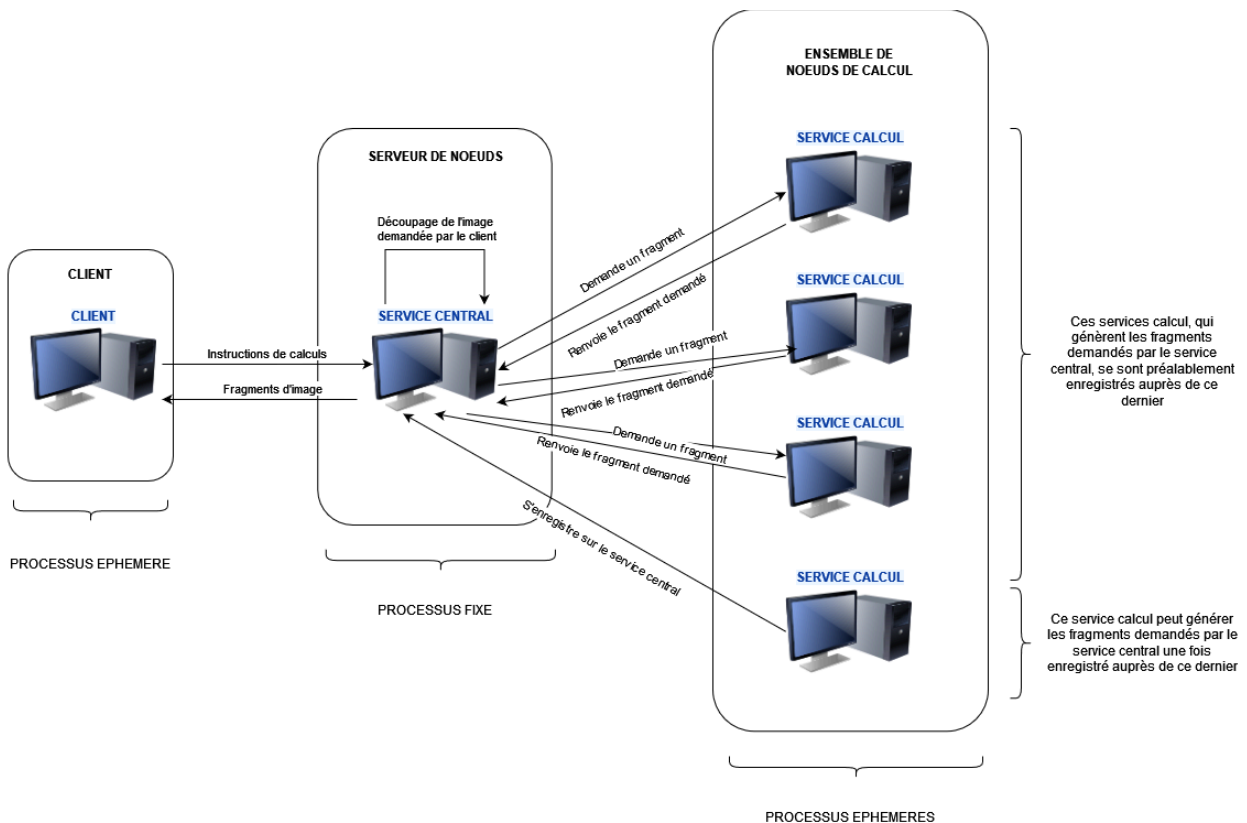 ENSEMBLE DE
NOEUDS DE CALCUL
SERVICE CALCUL
SERVEUR DE NOEUDS
Découpage de l'image
demandée par le client
Demande un fragment
CLIENT
SERVICE CALCUL
CLIENT
SERVICE CENTRAL
Renvoie le fragment demandé
Instructions de calculs
Demande un fragment
Fragments d'image
Renvoie le fragment demandé
Ces services calcul, qui
génèrent les fragments
demandés par le service
central, se sont préalablement
enregistrés auprès de ce
dernier
SERVICE CALCUL
Demande un fragment
Renvoie le fragment demandé
S'enregistre sur le service central
PROCESSUS EPHEMERE
SERVICE CALCUL
PROCESSUS FIXE
Ce service calcul peut générer
les fragments demandés par le
service central une fois
enregistré auprès de ce dernier
PROCESSUS EPHEMERES